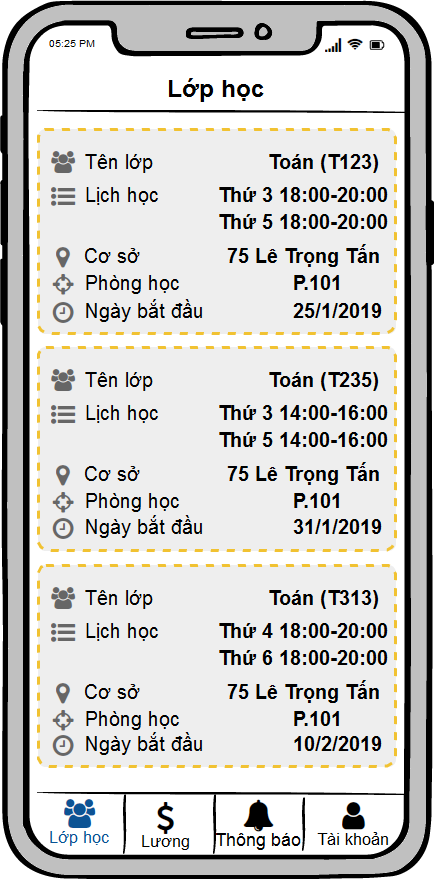 05:25 PM
Lớp học
Tên lớp Toán (T123)
Lịch học Thứ 3 18:00-20:00
Thứ 5 18:00-20:00
Cơ sở 75 Lê Trọng Tấn
Phòng học P.101
Ngày bắt đầu 25/1/2019
Tên lớp Toán (T235)
Lịch học Thứ 3 14:00-16:00
Thứ 5 14:00-16:00
Cơ sở 75 Lê Trọng Tấn
Phòng học P.101
Ngày bắt đầu 31/1/2019
Tên lớp Toán (T313)
Lịch học Thứ 4 18:00-20:00
Thứ 6 18:00-20:00
Cơ sở 75 Lê Trọng Tấn
Phòng học P.101
Ngày bắt đầu 10/2/2019
Lớp học Lương Thông báo Tài khoản